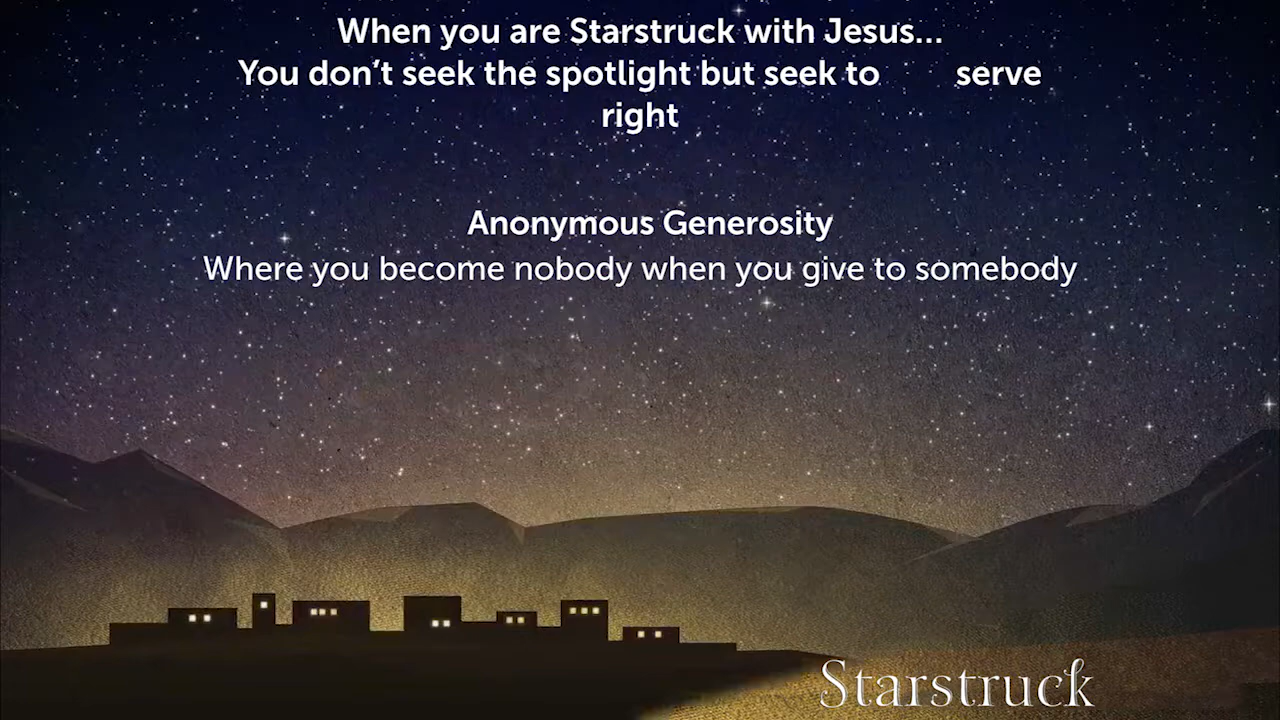 When you are Starstruck with Jesus...
You don’t seek the spotlight but seek to serve
right
Anonymous Generosity
Where you become nobody when you give to somebody
Starstruck